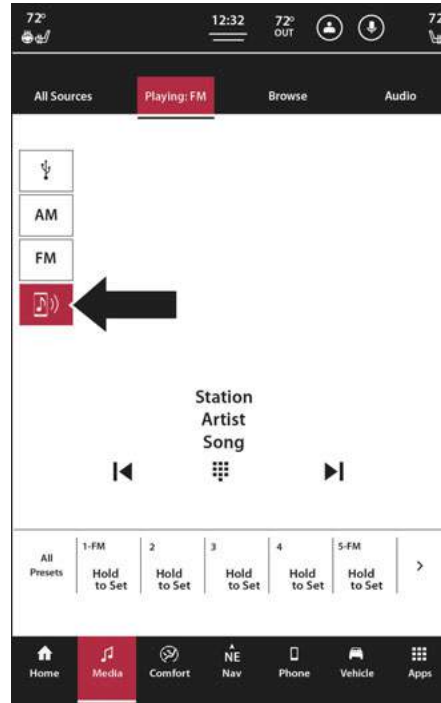 72° 12:32 72° 72
OUT
All Sources Playing: FM Browse Audio
AM
FM
Station
Artist
Song
All
Presets
1-FM 2 3 4 5-FM
Hold Hold Hold Hold Hold
to Set to Set to Set to Set to Set
NE
Home Media Comfort Nav Phone Vehicle Apps